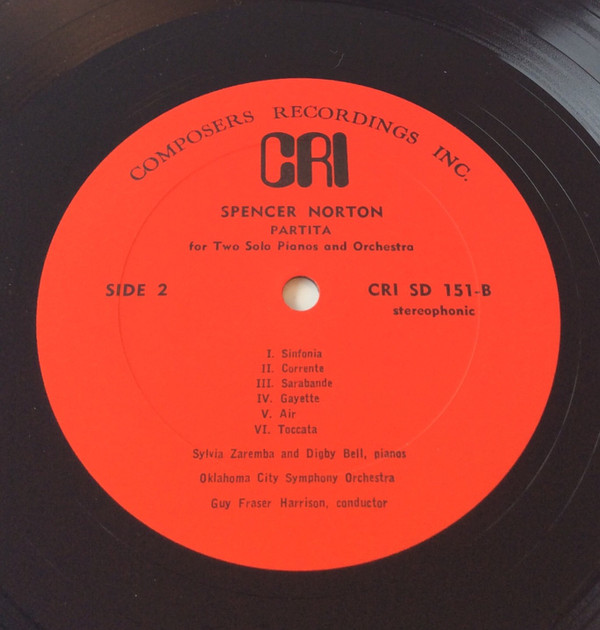 COMPOSERS RECORDINGS INC.
CRI
SPENCER NORTON
PARTITA
for Two Solo Pianos and Orchestra
SIDE 2
CRI SD 151-B
stereophonic
I. Sinfonia
II. Corrente
III. Sarabande
IV. Gayette
V. Air
VI. Toccata
Sylvia Zaremba and Digby Bell, pianos
Oklahoma City Symphony Orchestra
Guy Fraser Harrison, conductor